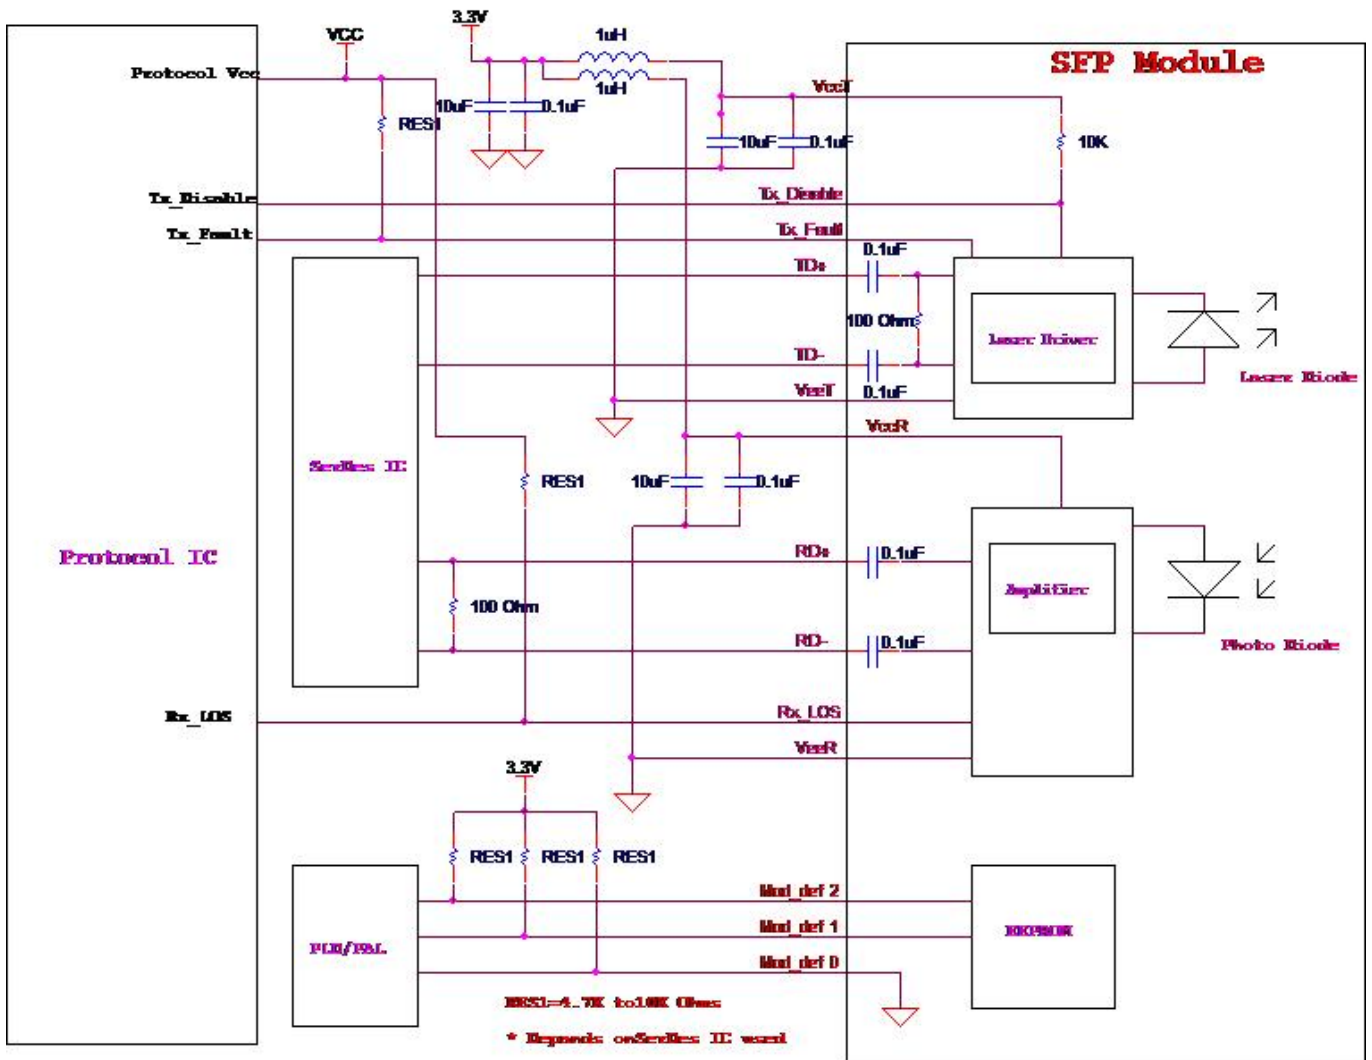 3.3V
1uH
VCC
SFP Module
Protocol Vcc
1uH
VccT
10uF
0.1uF
RES1
10uF
0.1uF
10K
Tx_Disable
Tx_Disable
Tx_Fault
Tx_Fault
0.1uF
TD+
100 Ohm
Laser Driver
TD-
Laser Diode
VeeT
0.1uF
VccR
SerDes IC
RES1
10uF
0.1uF
Protocol IC
RD+
0.1uF
Amplifier
100 Ohm
RD-
0.1uF
Photo Diode
Rx_LOS
Rx_LOS
VeeR
3.3V
RES1
RES1
RES1
Mod_def 2
Mod_def 1
EEPROM
PLD/PAL
Mod_def 0
RES1=4.7K to10K Ohms
* Depends onSerDes IC used